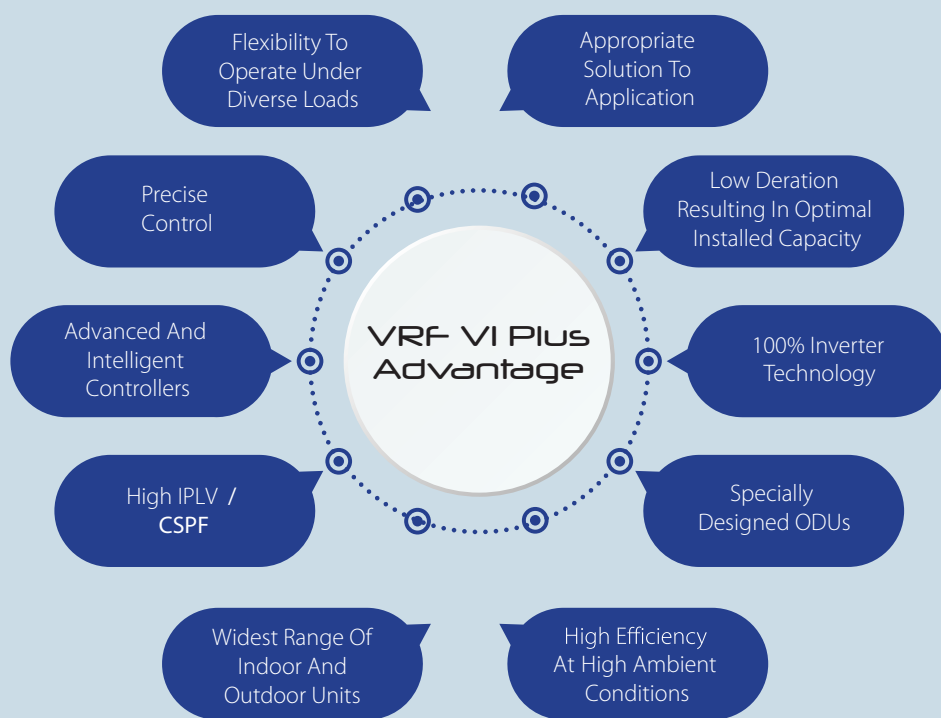 Flexibility To
Operate Under
Diverse Loads
Appropriate
Solution To
Application
Precise
Control
Low Deration
Resulting In Optimal
Installed Capacity
VRF VI Plus
Advantage
Advanced And
Intelligent
Controllers
100% Inverter
Technology
High IPLV /
CSPF
Specially
Designed ODUs
Widest Range Of
Indoor And
Outdoor Units
High Efficiency
At High Ambient
Conditions